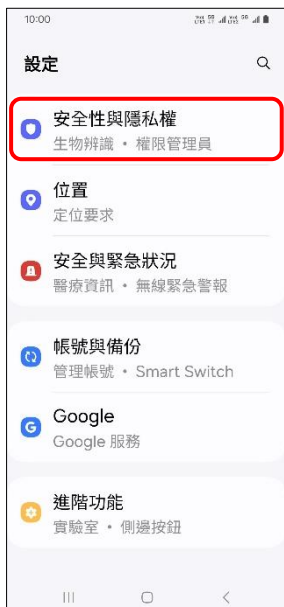 10:00
設定
安全性與隱私權
生物辨識 • 權限管理員
位置
定位要求
安全與緊急狀況
醫療資訊 • 無線緊急警報
帳號與備份
管理帳號 • Smart Switch
Google
Google 服務
進階功能
實驗室 • 側邊按鈕